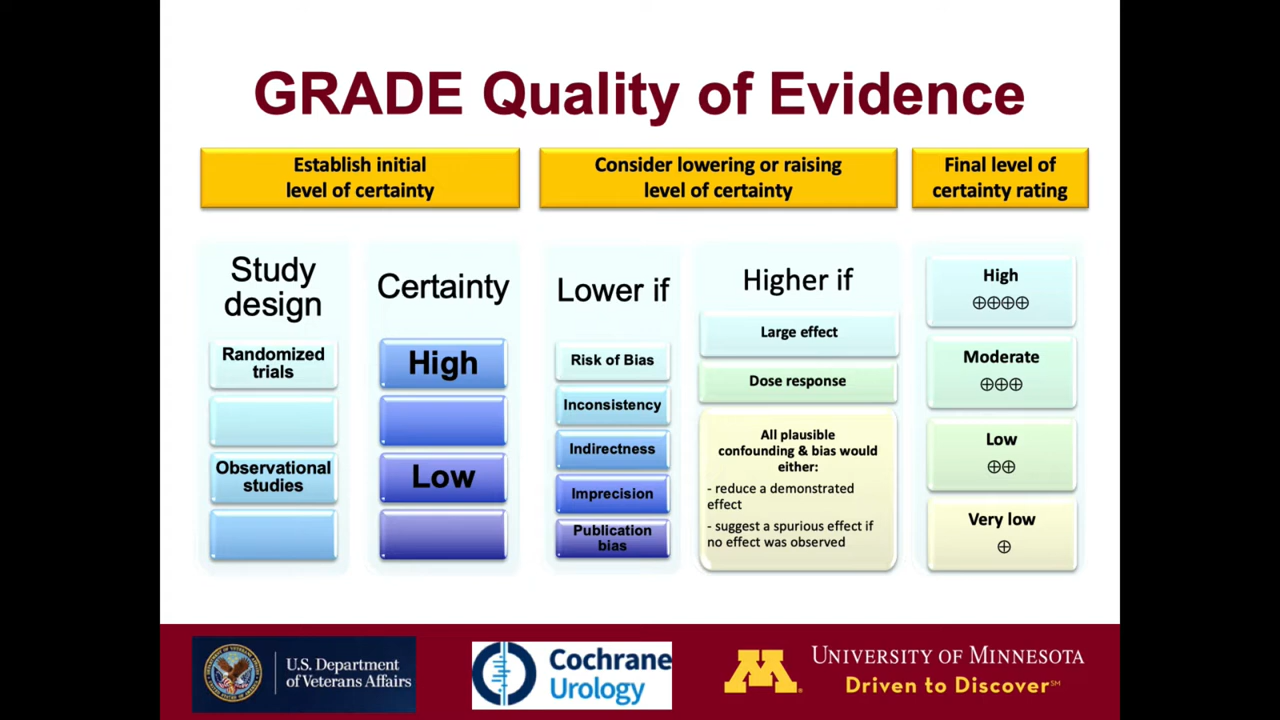 GRADE Quality of Evidence
Establish initial
level of certainty
Consider lowering or raising
level of certainty
Final level of
certainty rating
Study
design
Randomized
trials
Observational
studies
Certainty
High
Low
Lower if
Risk of Bias
Inconsistency
Indirectness
Imprecision
Publication
bias
Higher if
Large effect
Dose response
All plausible
confounding & bias would
either:
- reduce a demonstrated
effect
- suggest a spurious effect if
no effect was observed
High
⊕⊕⊕⊕
Moderate
⊕⊕⊕
Low
⊕⊕
Very low
⊕
U.S. Department
of Veterans Affairs
Cochrane
Urology
M
UNIVERSITY OF MINNESOTA
Driven to Discover℠